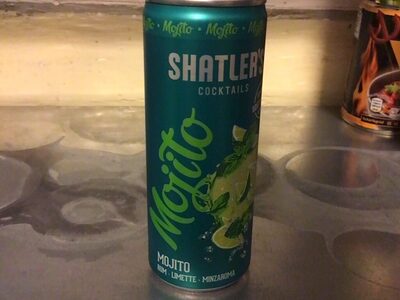 Mojito · Mojito · Mojito
SHATLER'S
COCKTAILS
Mojito
MOJITO
RUM · LIMETTE · MINZAROMA